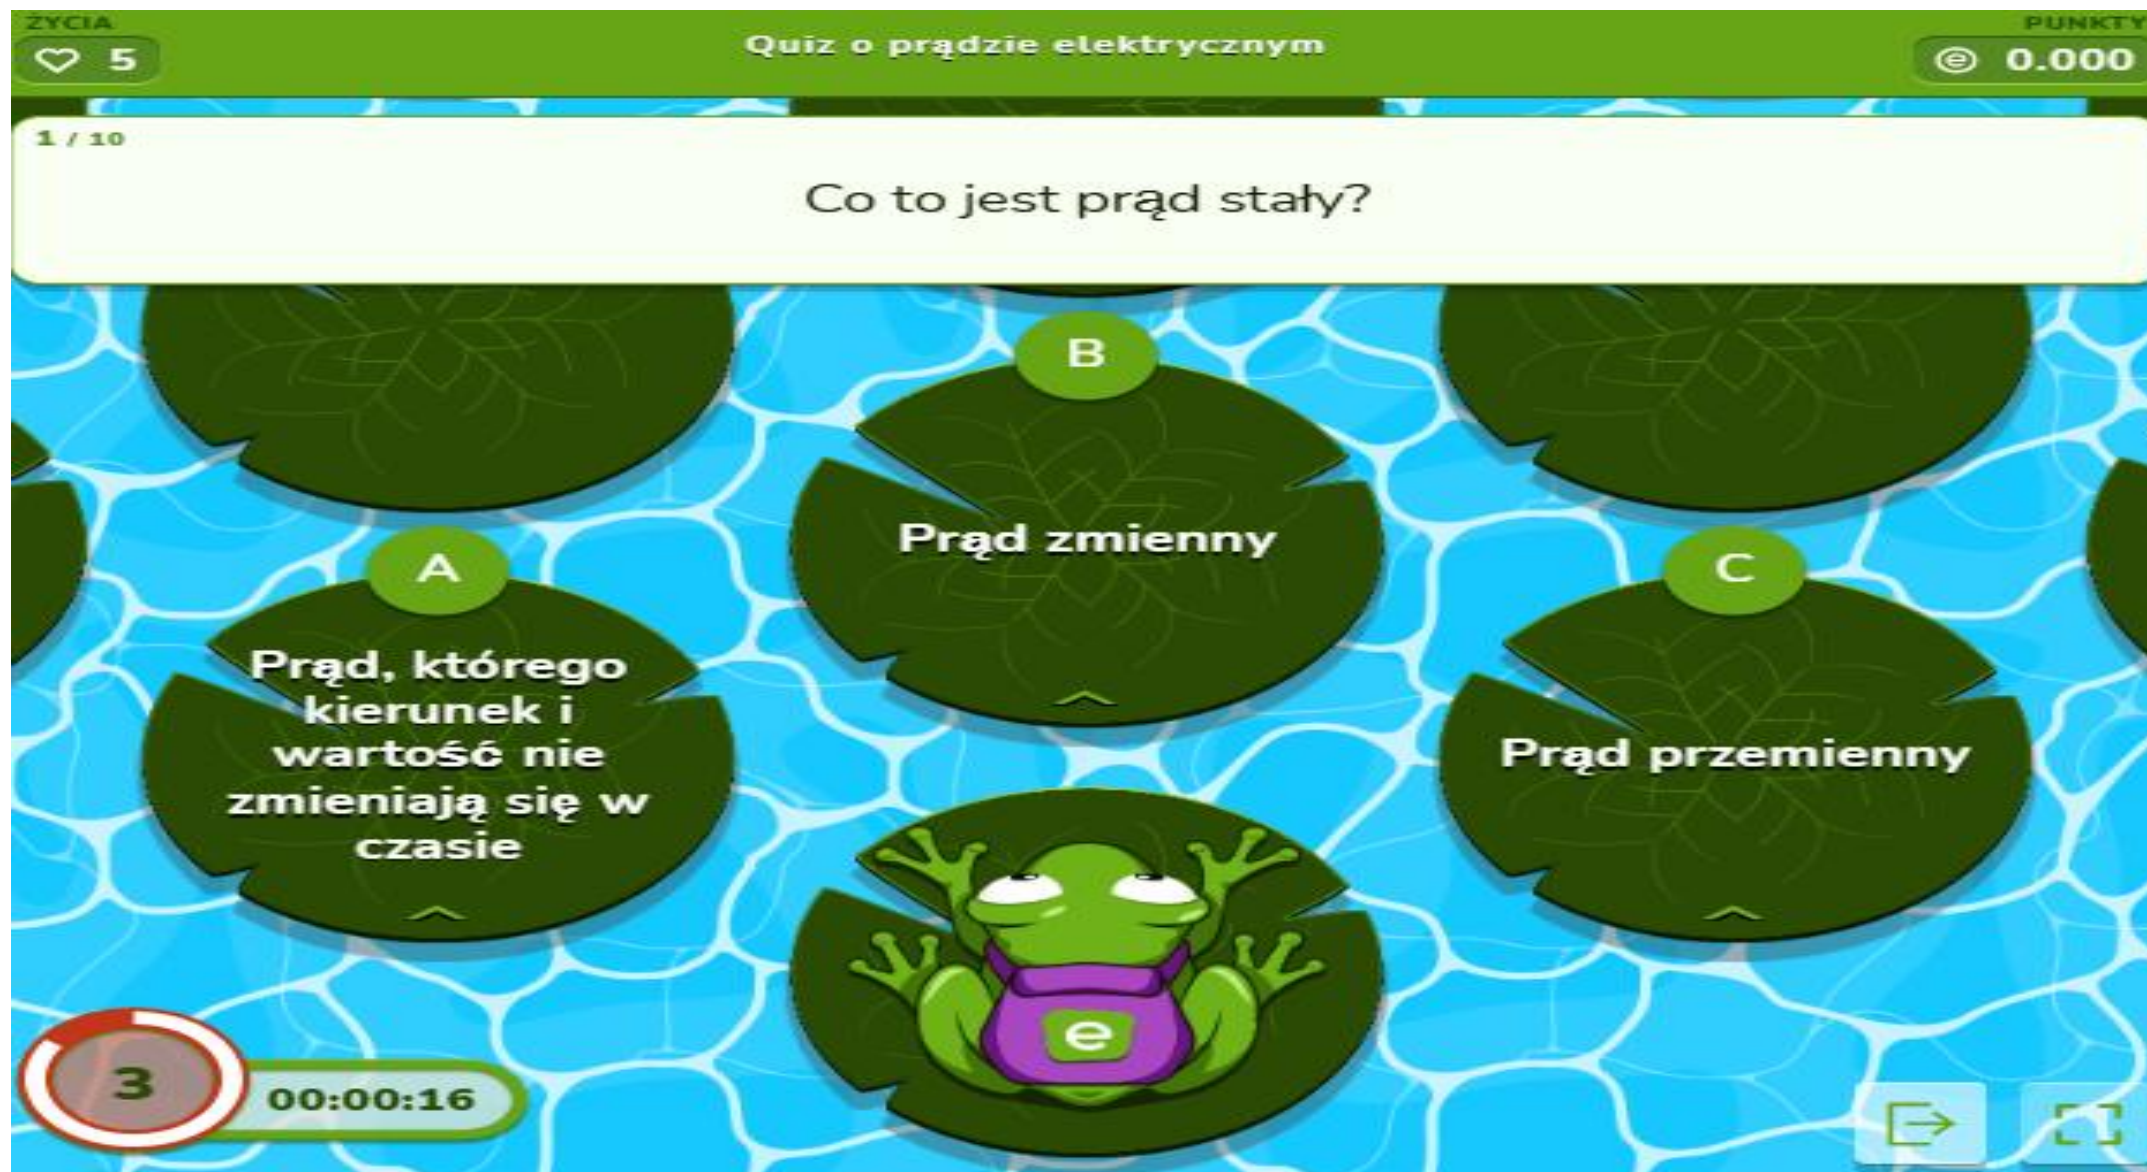 ŻYCIA
5
Quiz o prądzie elektrycznym
PUNKTY
e 0.000
1 / 10
Co to jest prąd stały?
B
Prąd zmienny
A
Prąd, którego
kierunek i
wartość nie
zmieniają się w
czasie
C
Prąd przemienny
e
3
00:00:16